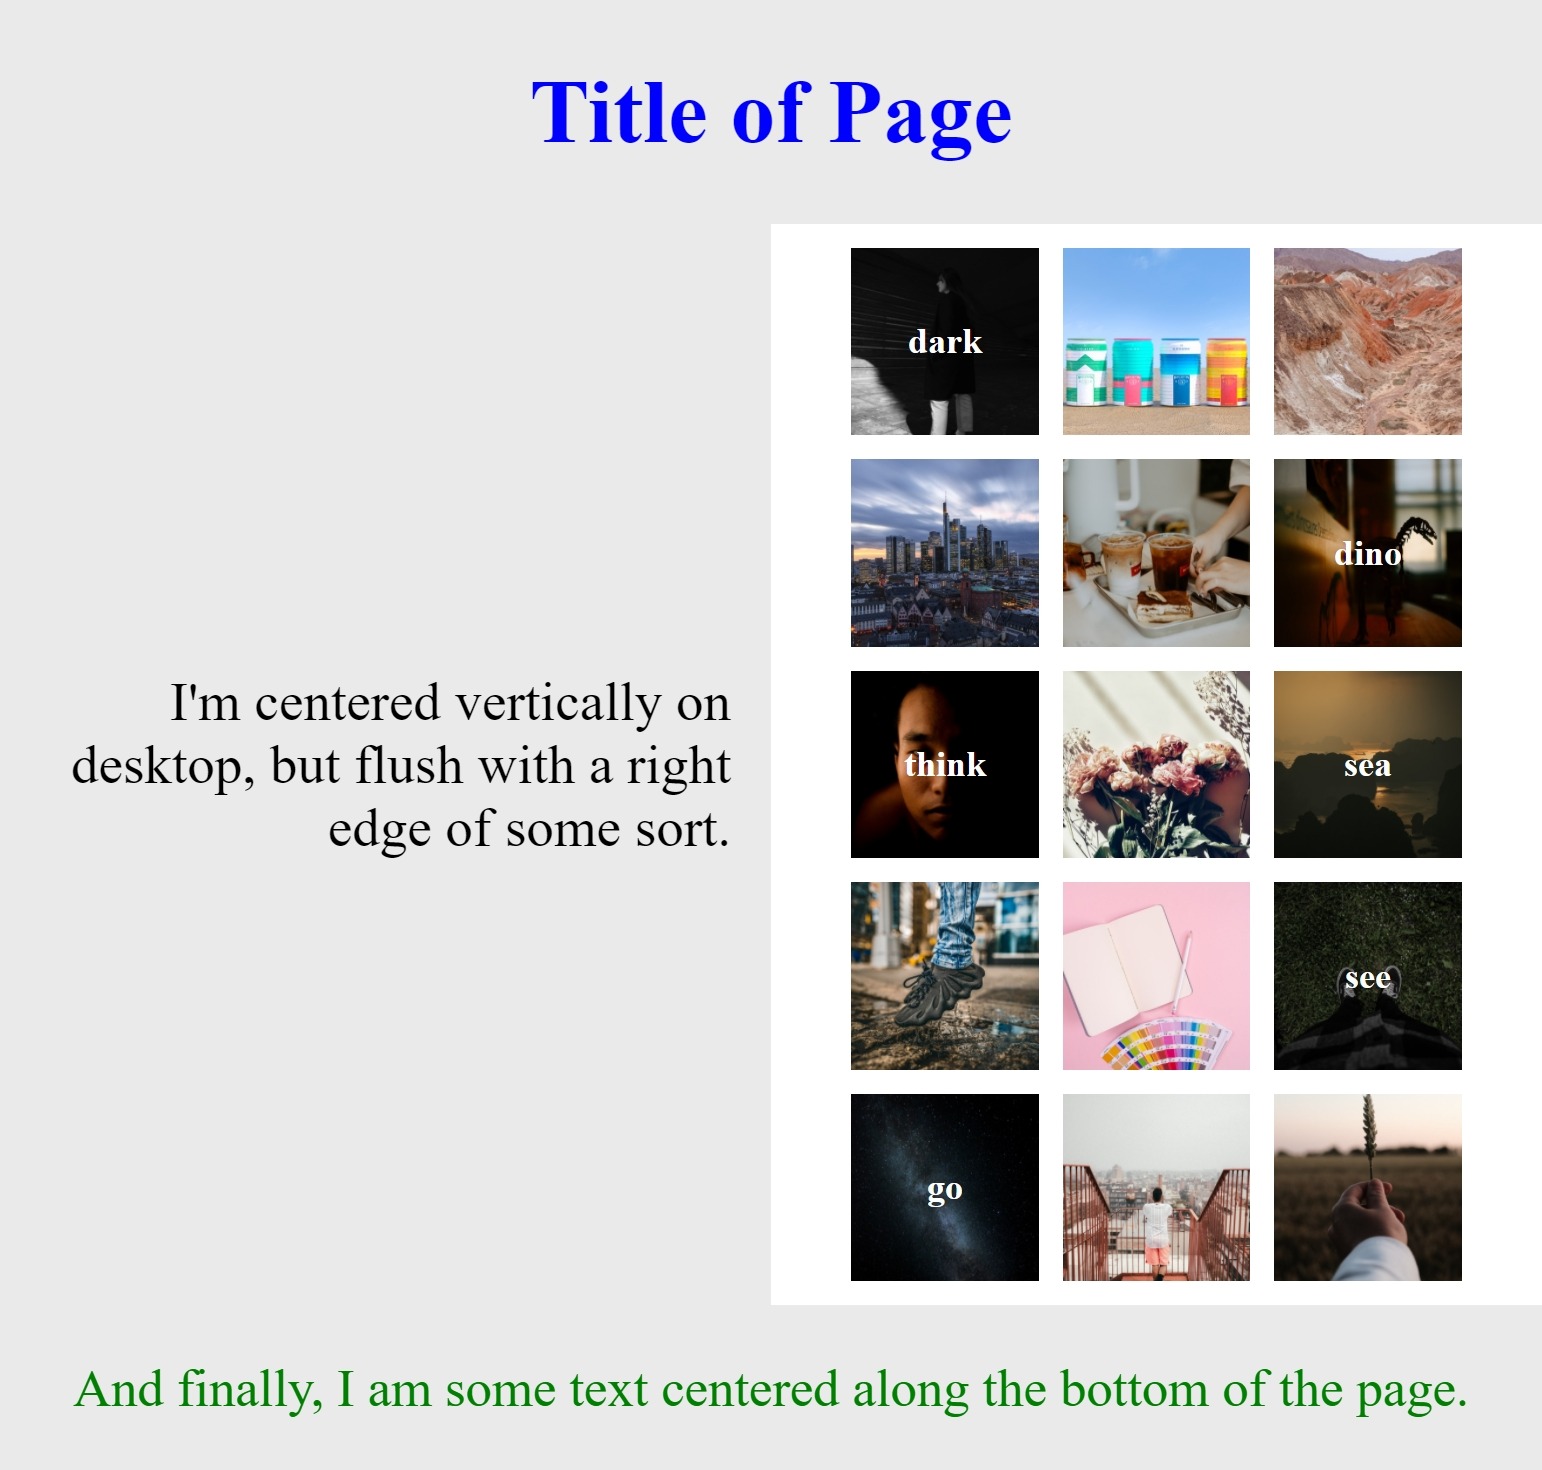 Title of Page
dark
dino
I'm centered vertically on
desktop, but flush with a right
edge of some sort.
think
sea
see
go
And finally, I am some text centered along the bottom of the page.